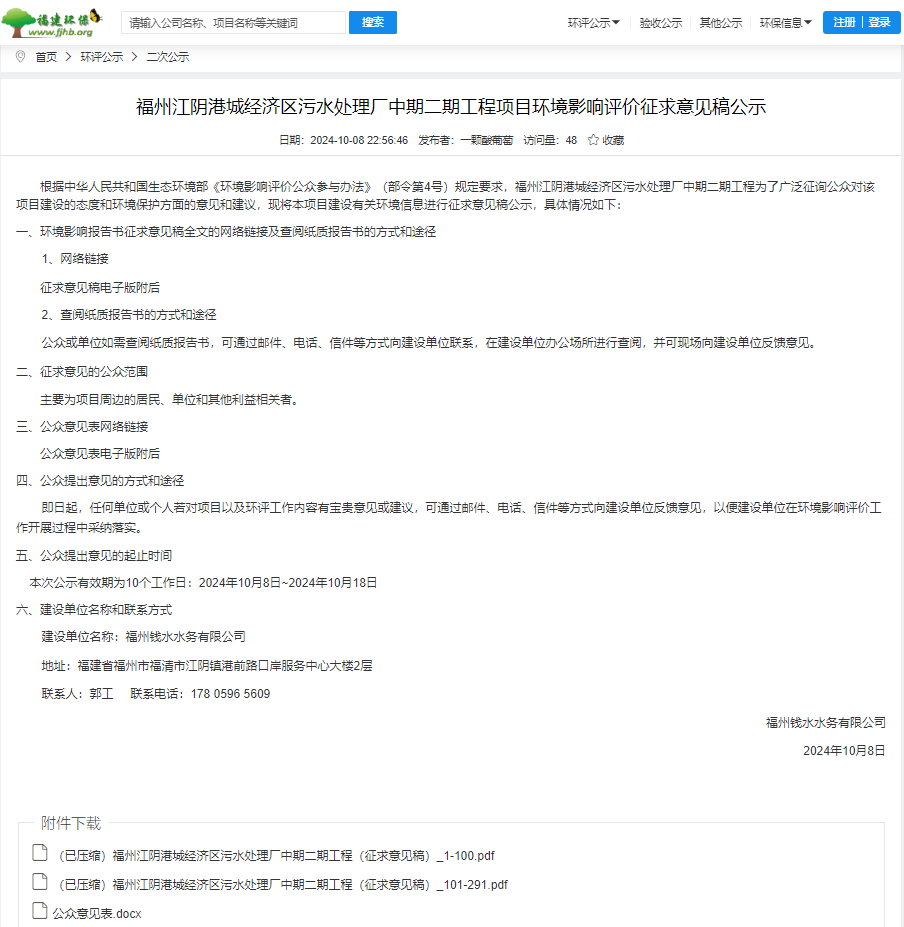 福建环保
www.fjhb.org
请输入公司名称、项目名称等关键词
搜索
环评公示
验收公示
其他公示
环保信息
注册 | 登录
首页 > 环评公示 > 二次公示
福州江阴港城经济区污水处理厂中期二期工程项目环境影响评价征求意见稿公示
日期：2024-10-08 22:56:46 发布者：一颗酸葡萄 访问量：48 收藏
根据中华人民共和国生态环境部《环境影响评价公众参与办法》（部令第4号）规定要求，福州江阴港城经济区污水处理厂中期二期工程为了广泛征询公众对该
项目建设的态度和环境保护方面的意见和建议，现将本项目建设有关环境信息进行征求意见稿公示，具体情况如下：
一、环境影响报告书征求意见稿全文的网络链接及查阅纸质报告书的方式和途径
1、网络链接
征求意见稿电子版附后
2、查阅纸质报告书的方式和途径
公众或单位如需查阅纸质报告书，可通过邮件、电话、信件等方式向建设单位联系，在建设单位办公场所进行查阅，并可现场向建设单位反馈意见。
二、征求意见的公众范围
主要为项目周边的居民、单位和其他利益相关者。
三、公众意见表网络链接
公众意见表电子版附后
四、公众提出意见的方式和途径
即日起，任何单位或个人若对项目以及环评工作内容有宝贵意见或建议，可通过邮件、电话、信件等方式向建设单位反馈意见，以便建设单位在环境影响评价工
作开展过程中采纳落实。
五、公众提出意见的起止时间
本次公示有效期为10个工作日：2024年10月8日~2024年10月18日
六、建设单位名称和联系方式
建设单位名称：福州钱水水务有限公司
地址：福建省福州市福清市江阴镇港前路口岸服务中心大楼2层
联系人：郭工 联系电话：178 0596 5609
福州钱水水务有限公司
2024年10月8日
附件下载
（已压缩）福州江阴港城经济区污水处理厂中期二期工程（征求意见稿）_1-100.pdf
（已压缩）福州江阴港城经济区污水处理厂中期二期工程（征求意见稿）_101-291.pdf
公众意见表.docx